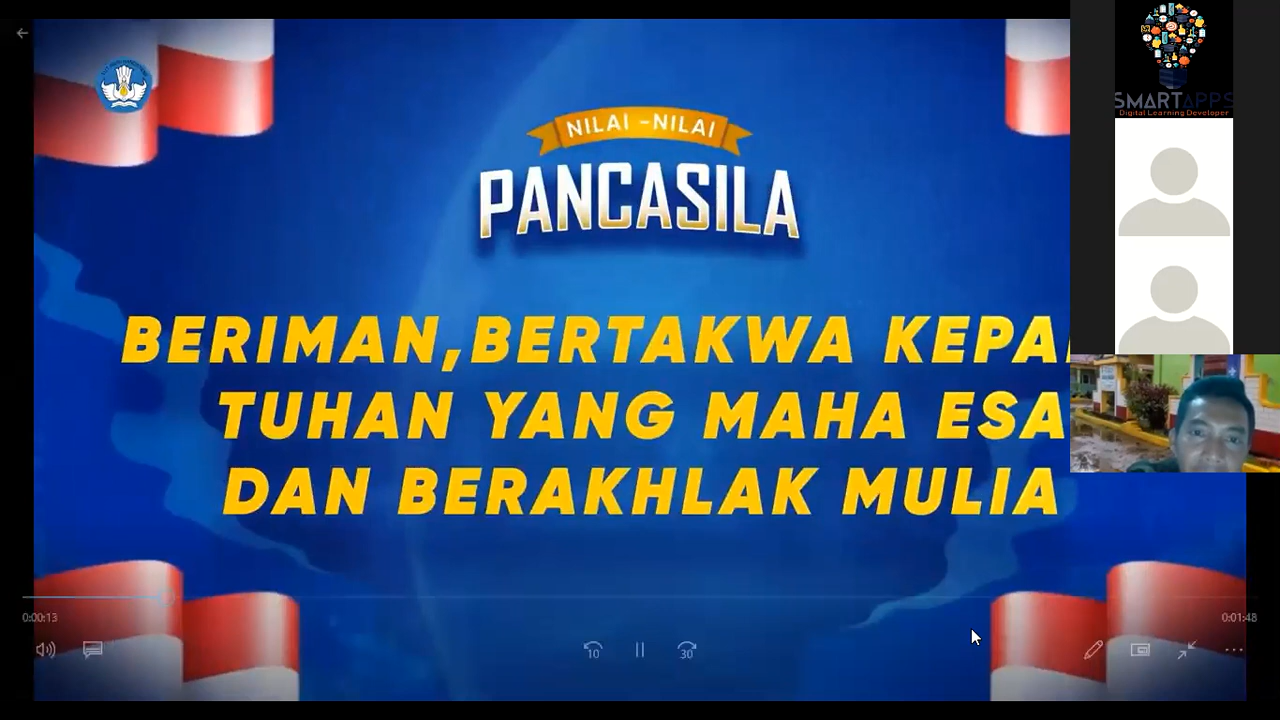 NILAI -NILAI
PANCASILA
BERIMAN,BERTAKWA KEPA
TUHAN YANG MAHA ESA
DAN BERAKHLAK MULIA
SMARTAPPS
Digital Learning Developer
0:00:13
0:01:48
10
30